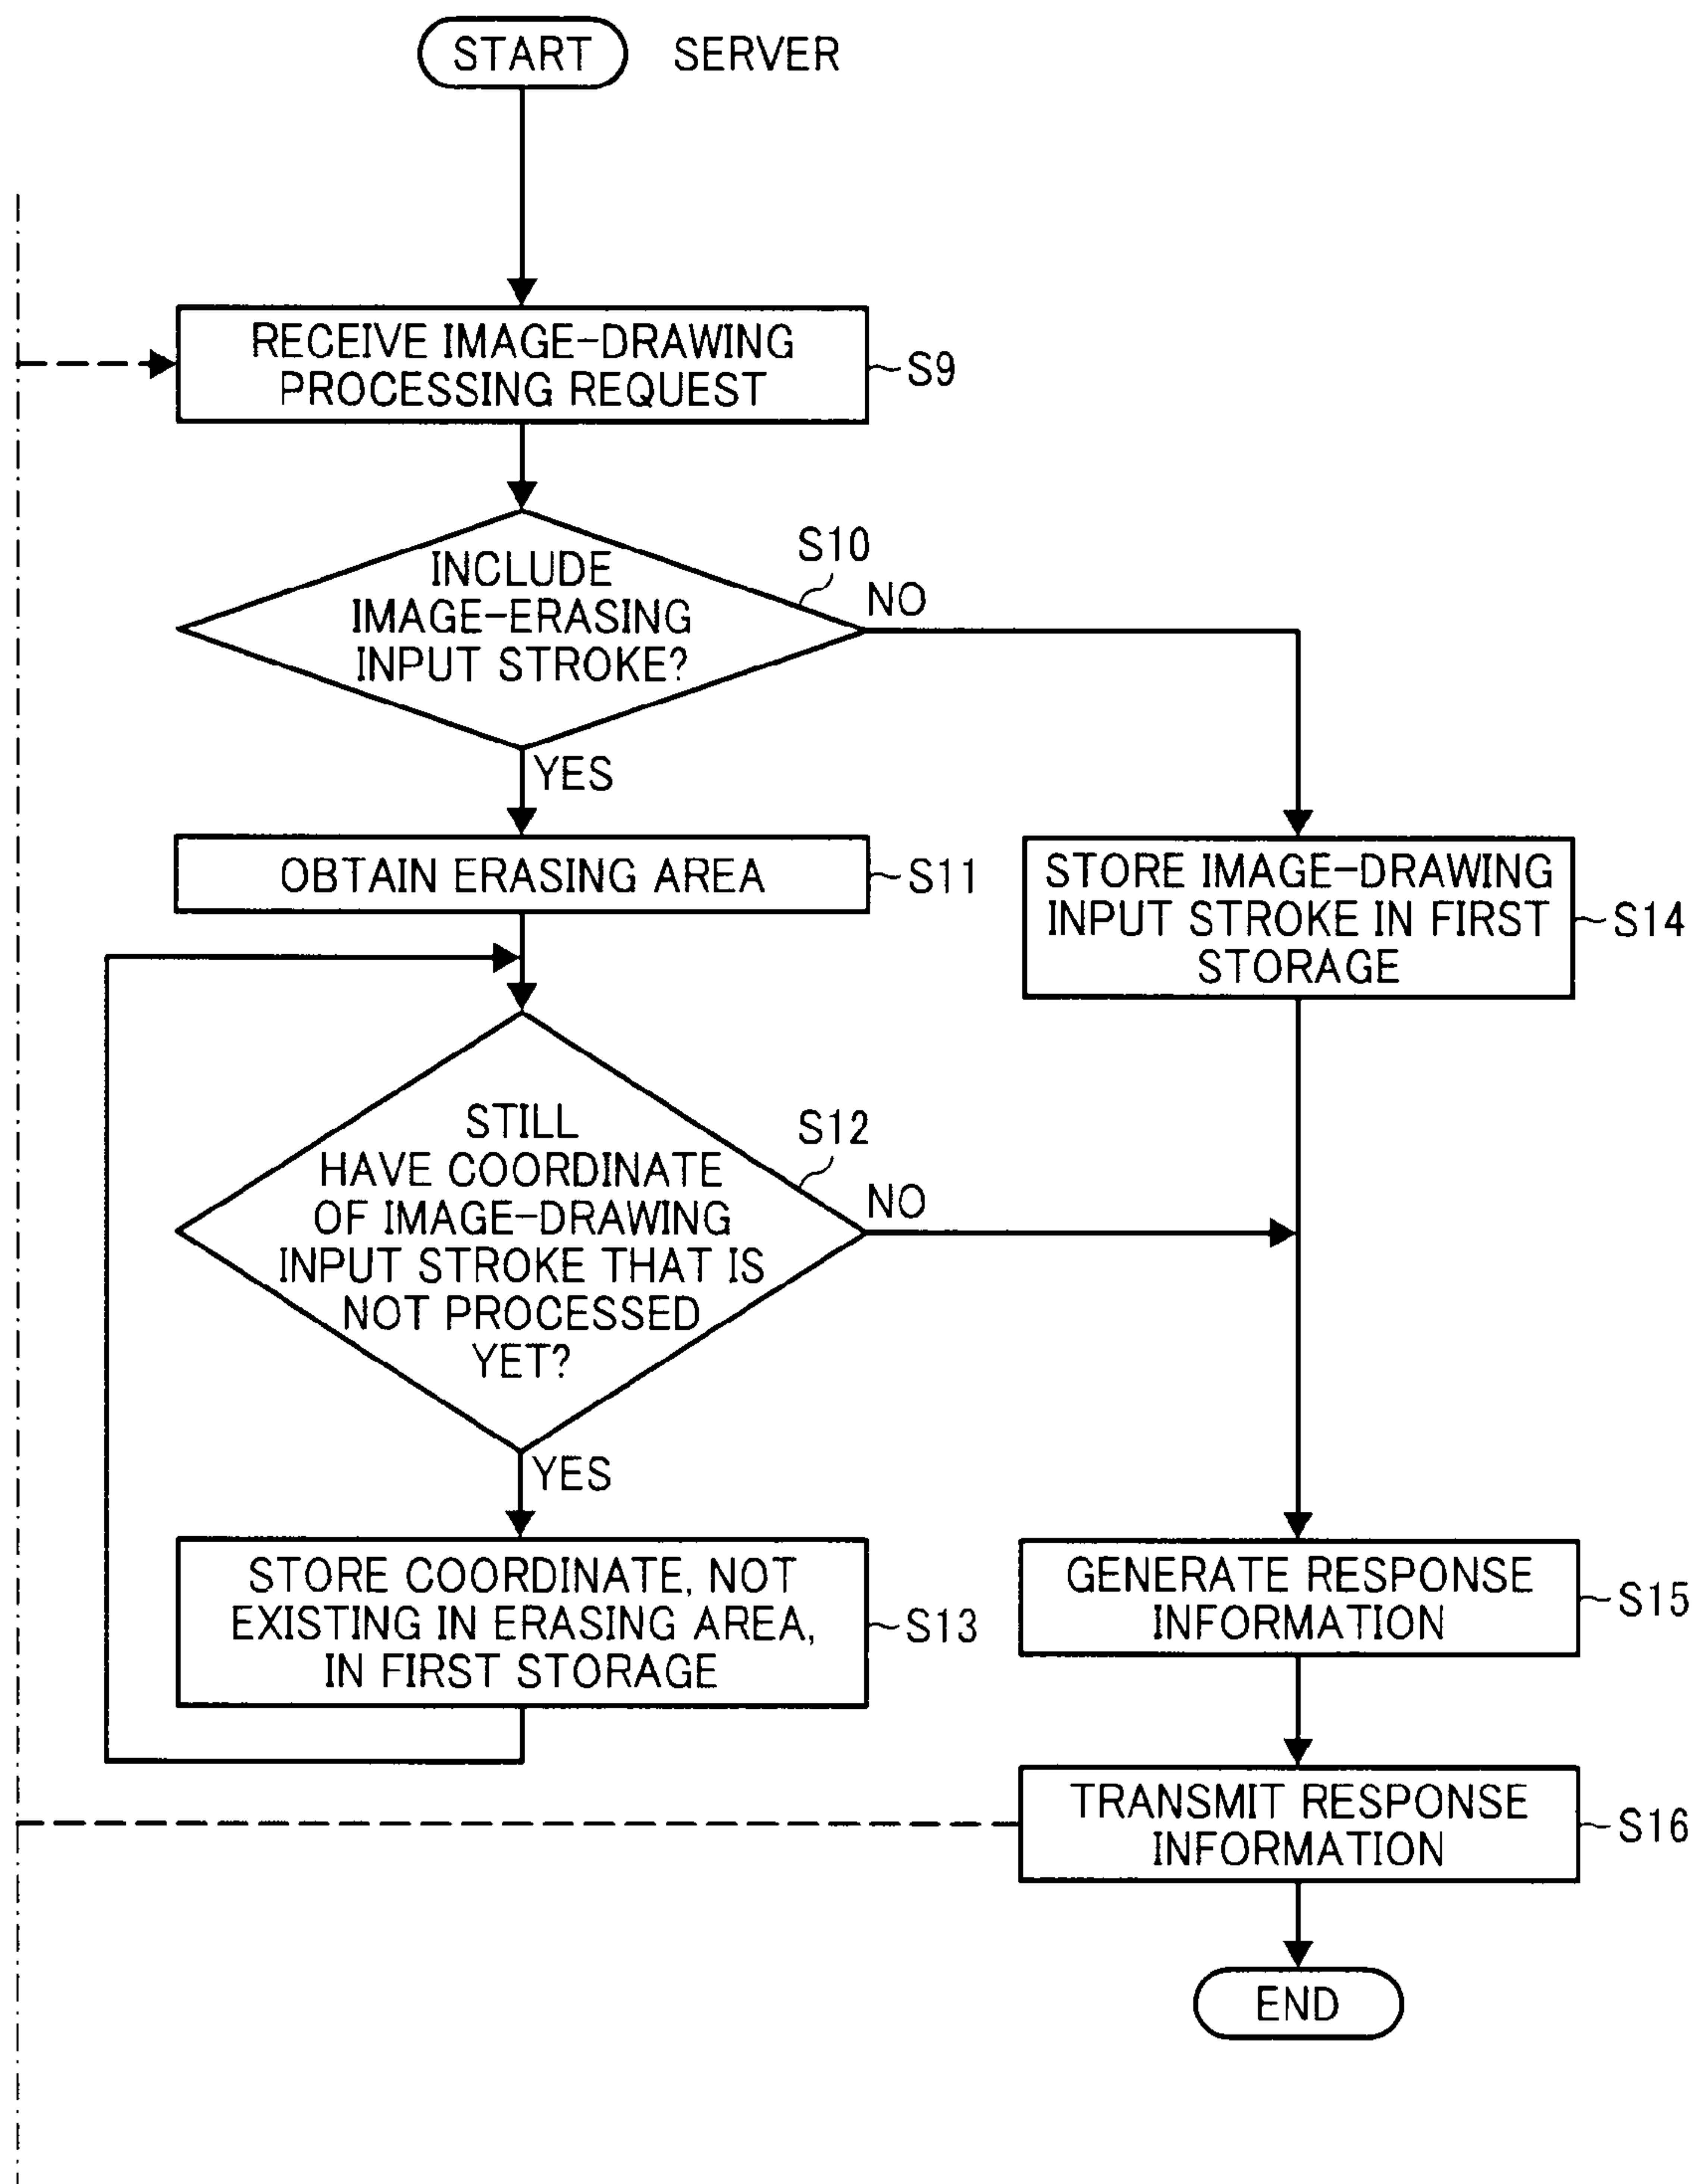 START
SERVER
RECEIVE IMAGE-DRAWING
PROCESSING REQUEST
S9
INCLUDE
IMAGE-ERASING
INPUT STROKE?
S10
NO
YES
OBTAIN ERASING AREA
S11
STORE IMAGE-DRAWING
INPUT STROKE IN FIRST
STORAGE
S14
STILL
HAVE COORDINATE
OF IMAGE-DRAWING
INPUT STROKE THAT IS
NOT PROCESSED
YET?
S12
NO
YES
STORE COORDINATE, NOT
EXISTING IN ERASING AREA,
IN FIRST STORAGE
S13
GENERATE RESPONSE
INFORMATION
S15
TRANSMIT RESPONSE
INFORMATION
S16
END